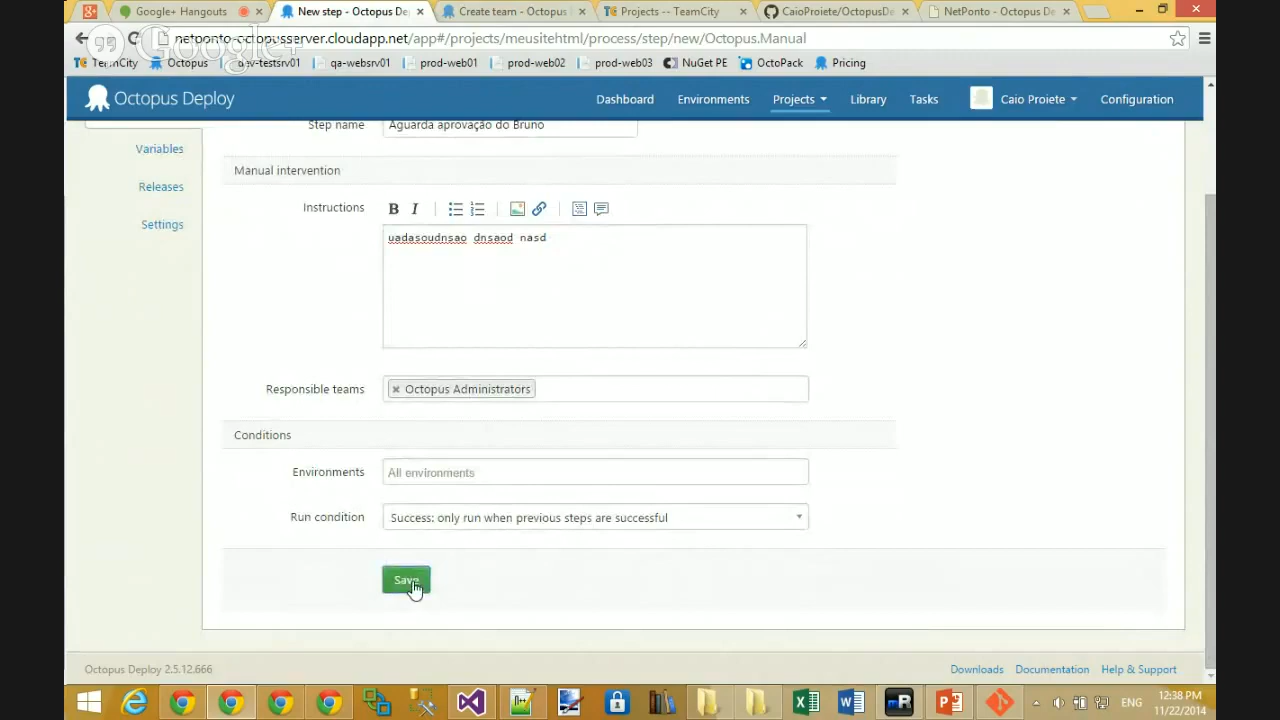 Google+ Hangouts
New step - Octopus De
Create team - Octopus
Projects -- TeamCity
CaioProiete/OctopusDe
NetPonto - Octopus De
netponto-octopusserver.cloudapp.net/app#/projects/meusitehtml/process/step/new/Octopus.Manual
Google+
TeamCity
Octopus
dev-testsrv01
qa-websrv01
prod-web01
prod-web02
prod-web03
NuGet PE
OctoPack
Pricing
Octopus Deploy
Dashboard
Environments
Projects
Library
Tasks
Caio Proiete
Configuration
Step name
Aguarda aprovação do Bruno
Variables
Releases
Settings
Manual intervention
Instructions
B I
uadasoudnsao dnsaod nasd
Responsible teams
Octopus Administrators
Conditions
Environments
All environments
Run condition
Success: only run when previous steps are successful
Save
Octopus Deploy 2.5.12.666
Downloads
Documentation
Help & Support
ENG
12:38 PM
11/22/2014